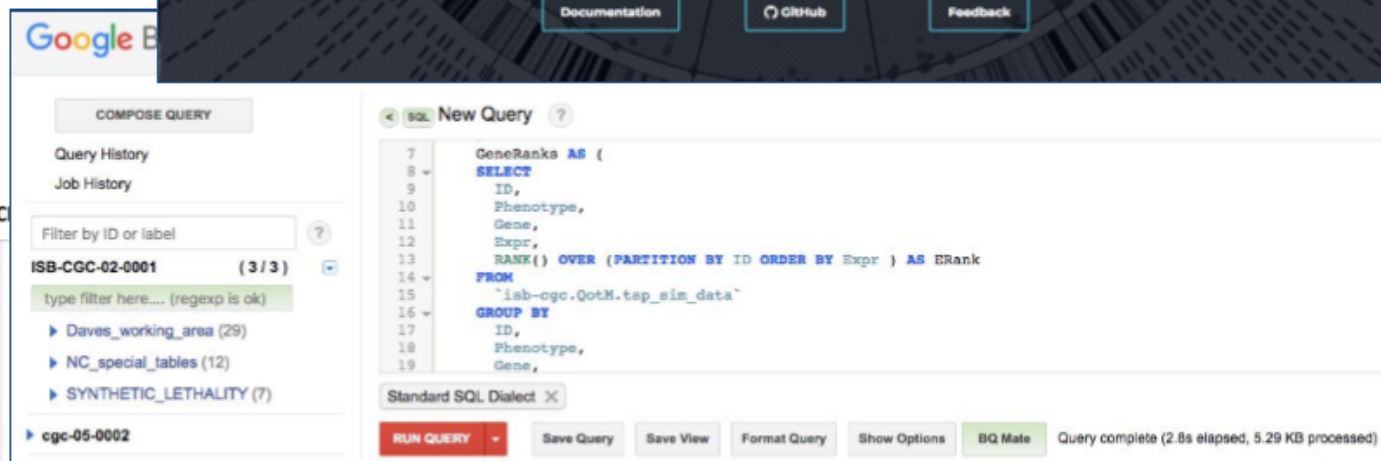 Documentation
GitHub
Feedback
Google B
COMPOSE QUERY
Query History
Job History
Filter by ID or label
?
ISB-CGC-02-0001 (3/3)
type filter here.... (regexp is ok)
Daves_working_area (29)
NC_special_tables (12)
SYNTHETIC_LETHALITY (7)
cgc-05-0002
< SQL New Query ?
7 GeneRanks AS (
8 SELECT
9 ID,
10 Phenotype,
11 Gene,
12 Expr,
13 RANK() OVER (PARTITION BY ID ORDER BY Expr ) AS ERank
14 FROM
15 `isb-cgc.QotM.tsp_sim_data`
16 GROUP BY
17 ID,
18 Phenotype,
19 Gene,
Standard SQL Dialect X
RUN QUERY Save Query Save View Format Query Show Options BQ Mate Query complete (2.8s elapsed, 5.29 KB processed)